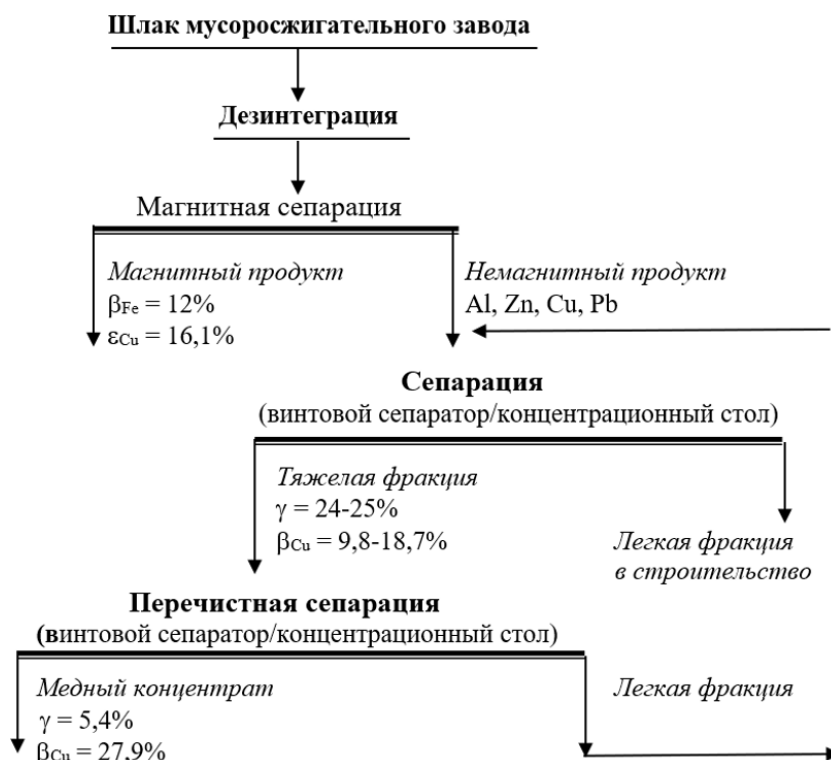 Шлак мусоросжигательного завода
Дезинтеграция
Магнитная сепарация
Магнитный продукт
βFe = 12%
εCu = 16,1%
Немагнитный продукт
Al, Zn, Cu, Pb
Сепарация
(винтовой сепаратор/концентрационный стол)
Тяжелая фракция
γ = 24-25%
βCu = 9,8-18,7%
Легкая фракция
в строительство
Перечистная сепарация
(винтовой сепаратор/концентрационный стол)
Медный концентрат
γ = 5,4%
βCu = 27,9%
Легкая фракция